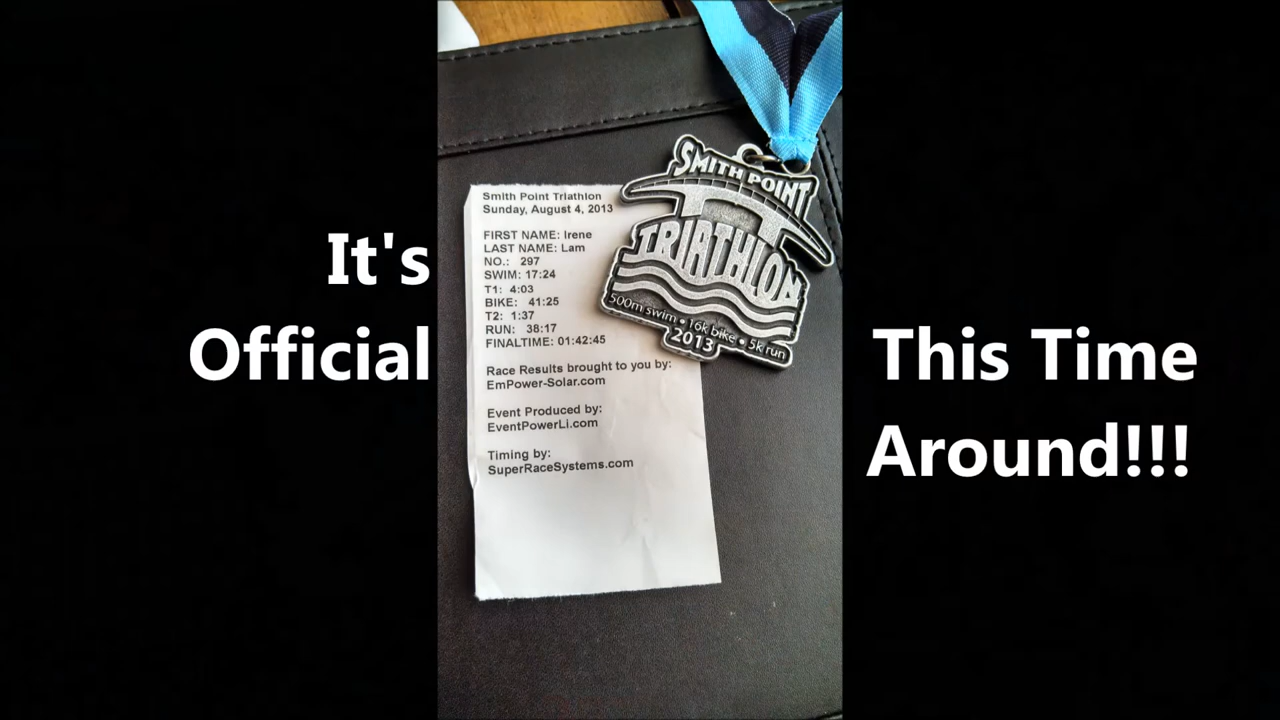 It's
Official
This Time
Around!!!
Smith Point Triathlon
Sunday, August 4, 2013
FIRST NAME: Irene
LAST NAME: Lam
NO.: 297
SWIM: 17:24
T1: 4:03
BIKE: 41:25
T2: 1:37
RUN: 38:17
FINALTIME: 01:42:45
Race Results brought to you by:
EmPower-Solar.com
Event Produced by:
EventPowerLi.com
Timing by:
SuperRaceSystems.com
SMITH POINT
TRIATHLON
500m swim • 16k bike • 5k run
2013